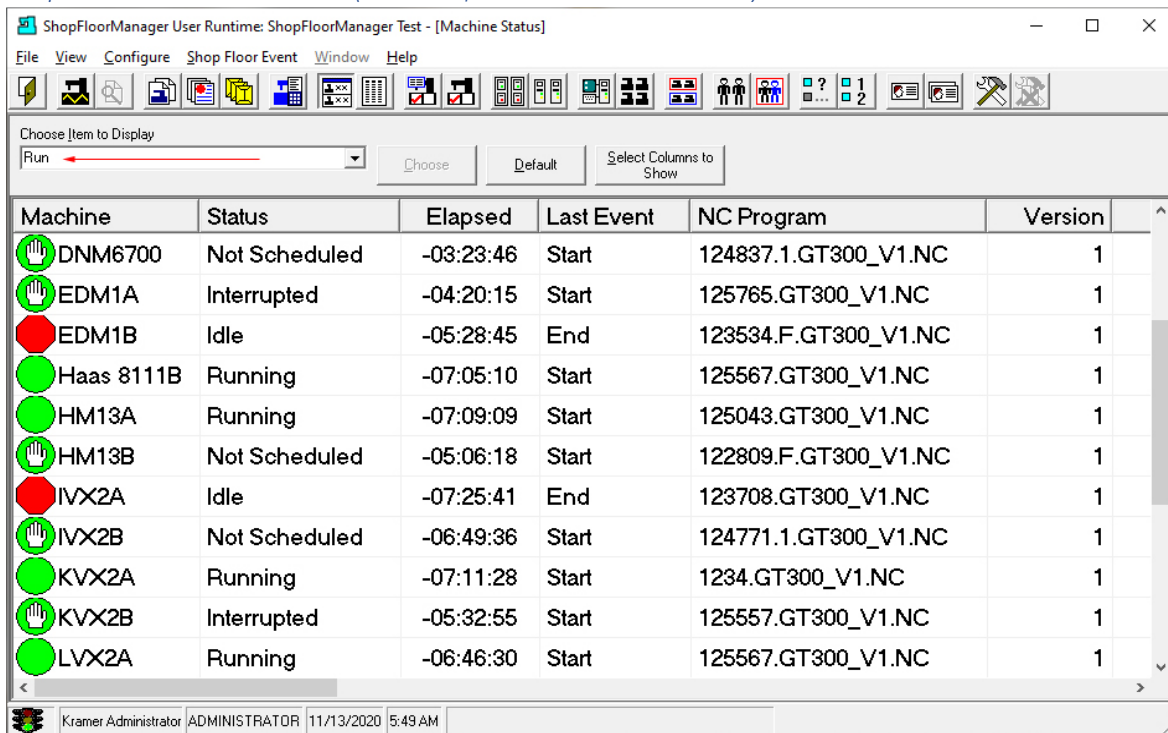 ShopFloorManager User Runtime: ShopFloorManager Test - [Machine Status]
File View Configure Shop Floor Event Window Help
Choose Item to Display
Run
Choose
Default
Select Columns to
Show
Machine Status Elapsed Last Event NC Program Version
DNM6700 Not Scheduled -03:23:46 Start 124837.1.GT300_V1.NC 1
EDM1A Interrupted -04:20:15 Start 125765.GT300_V1.NC 1
EDM1B Idle -05:28:45 End 123534.F.GT300_V1.NC 1
Haas 8111B Running -07:05:10 Start 125567.GT300_V1.NC 1
HM13A Running -07:09:09 Start 125043.GT300_V1.NC 1
HM13B Not Scheduled -05:06:18 Start 122809.F.GT300_V1.NC 1
IVX2A Idle -07:25:41 End 123708.GT300_V1.NC 1
IVX2B Not Scheduled -06:49:36 Start 124771.1.GT300_V1.NC 1
KVX2A Running -07:11:28 Start 1234.GT300_V1.NC 1
KVX2B Interrupted -05:32:55 Start 125557.GT300_V1.NC 1
LVX2A Running -06:46:30 Start 125567.GT300_V1.NC 1
Kramer Administrator ADMINISTRATOR 11/13/2020 5:49 AM